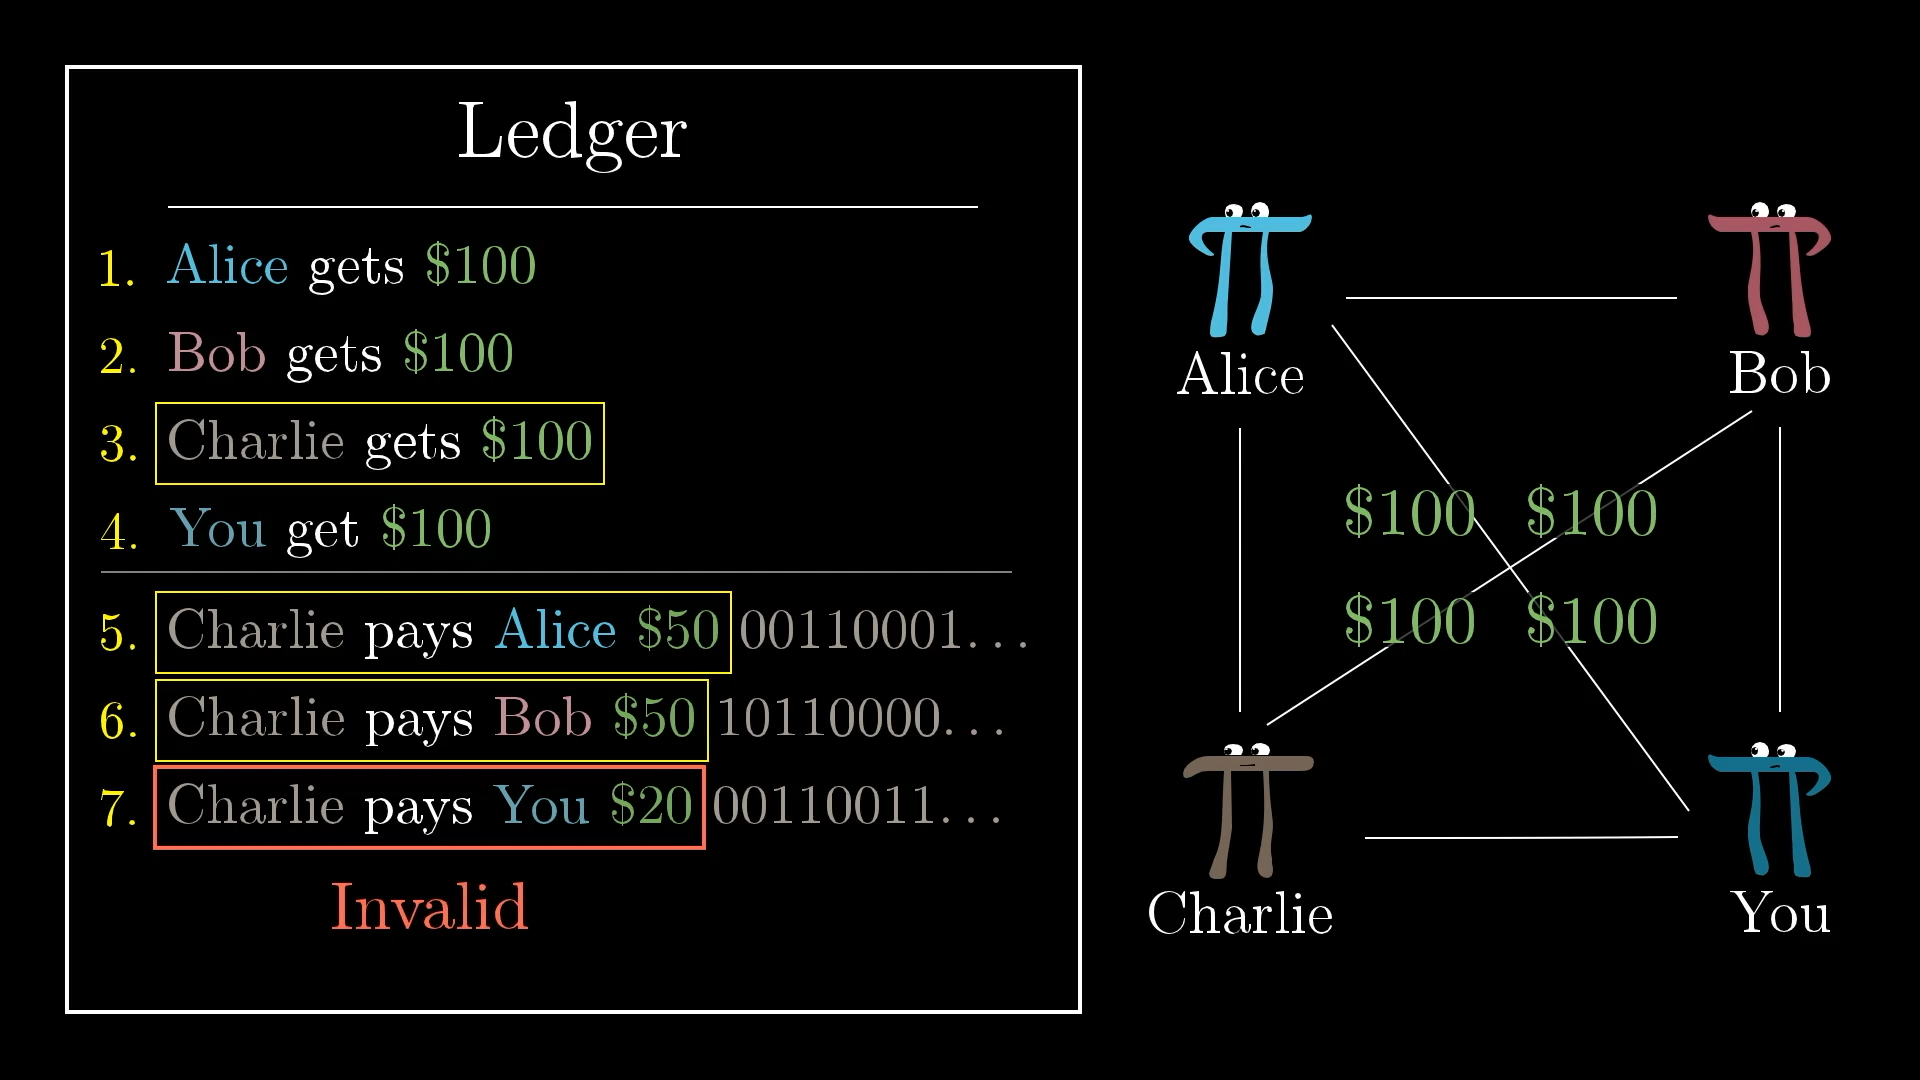 Ledger
1. Alice gets $100
2. Bob gets $100
3. Charlie gets $100
4. You get $100
5. Charlie pays Alice $50 00110001...
6. Charlie pays Bob $50 10110000...
7. Charlie pays You $20 00110011...
Invalid
Alice
Bob
$100 $100
$100 $100
Charlie
You